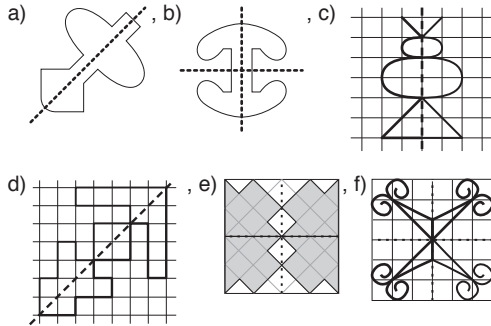 a) , b) , c)
d) , e) , f)